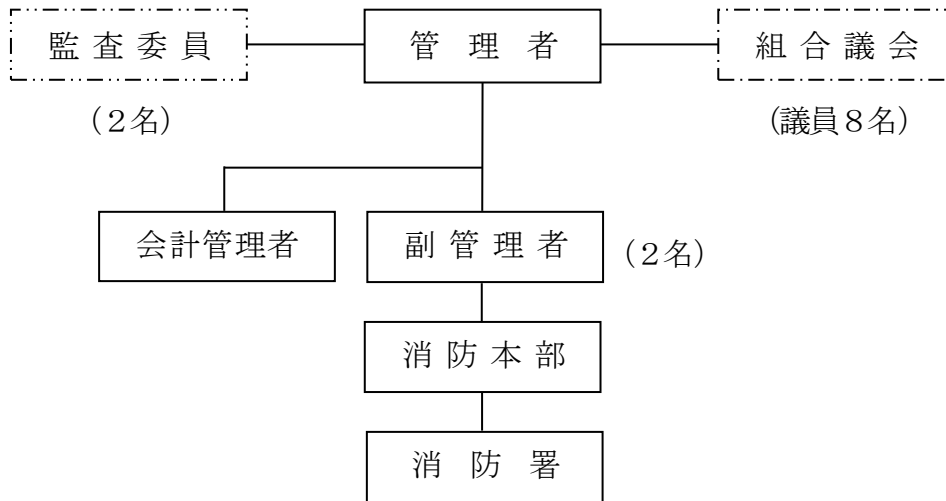 監査委員
管理者
組合議会
(2名)
(議員8名)
会計管理者
副管理者
(2名)
消防本部
消防署